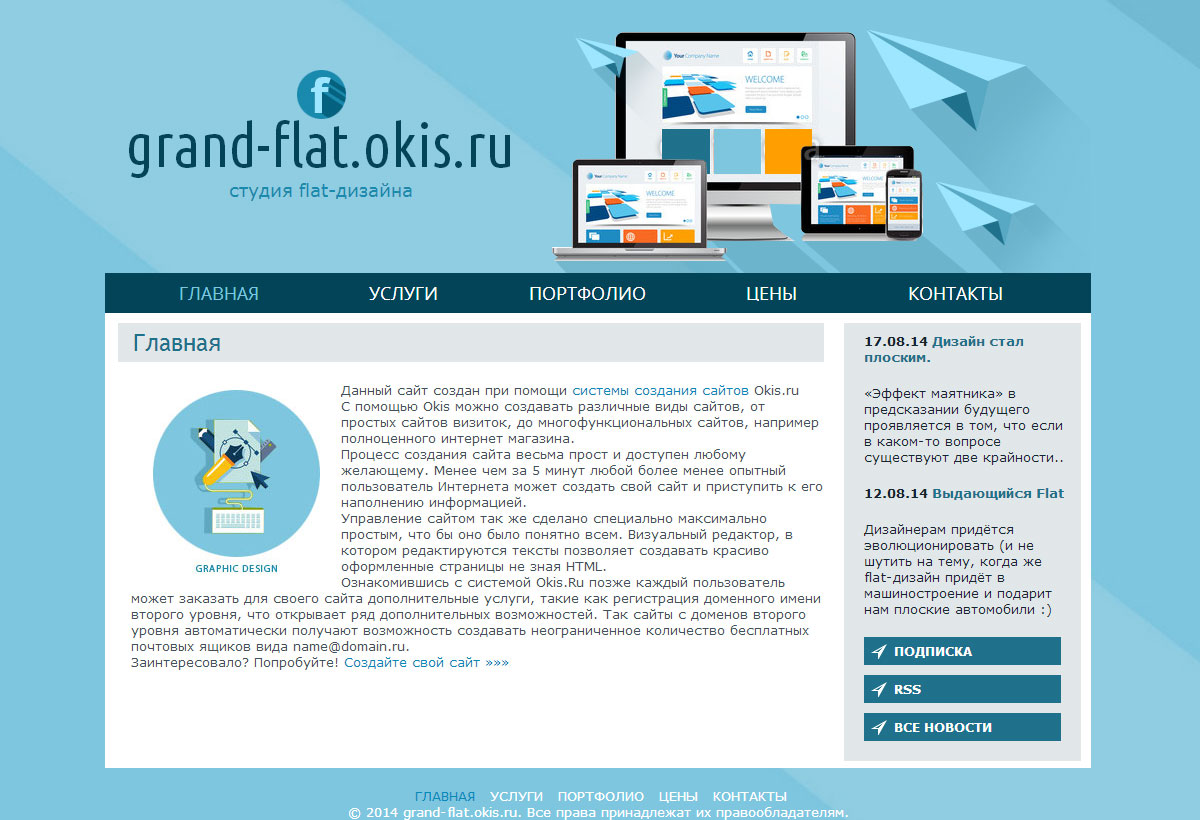 f
grand-flat.okis.ru
студия flat-дизайна
Your Company Name
WELCOME
Your Company Name
WELCOME
WELCOME
ГЛАВНАЯ УСЛУГИ ПОРТФОЛИО ЦЕНЫ КОНТАКТЫ
Главная
GRAPHIC DESIGN
Данный сайт создан при помощи системы создания сайтов Okis.ru
С помощью Okis можно создавать различные виды сайтов, от
простых сайтов визиток, до многофункциональных сайтов, например
полноценного интернет магазина.
Процесс создания сайта весьма прост и доступен любому
желающему. Менее чем за 5 минут любой более менее опытный
пользователь Интернета может создать свой сайт и приступить к его
наполнению информацией.
Управление сайтом так же сделано специально максимально
простым, что бы оно было понятно всем. Визуальный редактор, в
котором редактируются тексты позволяет создавать красиво
оформленные страницы не зная HTML.
Ознакомившись с системой Okis.Ru позже каждый пользователь
может заказать для своего сайта дополнительные услуги, такие как регистрация доменного имени
второго уровня, что открывает ряд дополнительных возможностей. Так сайты с доменов второго
уровня автоматически получают возможность создавать неограниченное количество бесплатных
почтовых ящиков вида name@domain.ru.
Заинтересовало? Попробуйте! Создайте свой сайт »»»
17.08.14 Дизайн стал
плоским.
«Эффект маятника» в
предсказании будущего
проявляется в том, что если
в каком-то вопросе
существуют две крайности..
12.08.14 Выдающийся Flat
Дизайнерам придётся
эволюционировать (и не
шутить на тему, когда же
flat-дизайн придёт в
машиностроение и подарит
нам плоские автомобили :)
ПОДПИСКА
RSS
ВСЕ НОВОСТИ
ГЛАВНАЯ УСЛУГИ ПОРТФОЛИО ЦЕНЫ КОНТАКТЫ
© 2014 grand-flat.okis.ru. Все права принадлежат их правообладателям.